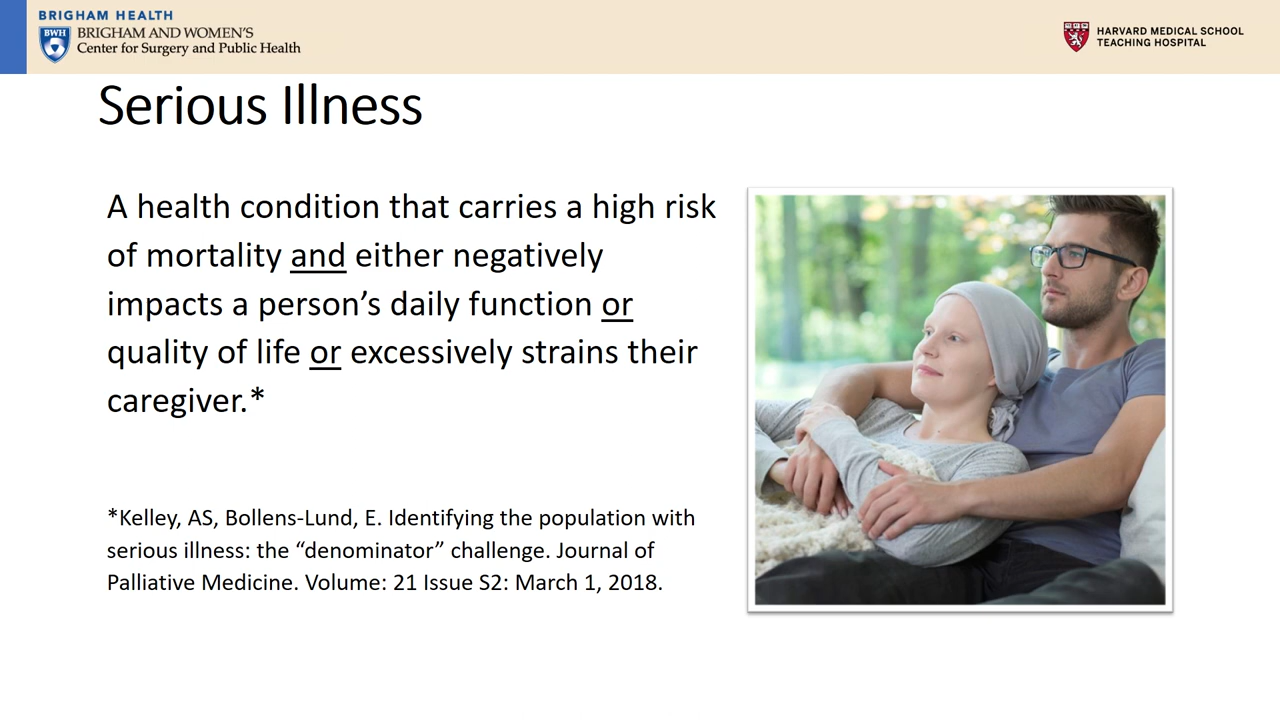 BRIGHAM HEALTH
BWH
BRIGHAM AND WOMEN'S
Center for Surgery and Public Health
HARVARD MEDICAL SCHOOL
TEACHING HOSPITAL
Serious Illness
A health condition that carries a high risk
of mortality and either negatively
impacts a person’s daily function or
quality of life or excessively strains their
caregiver.*
*Kelley, AS, Bollens-Lund, E. Identifying the population with
serious illness: the “denominator” challenge. Journal of
Palliative Medicine. Volume: 21 Issue S2: March 1, 2018.